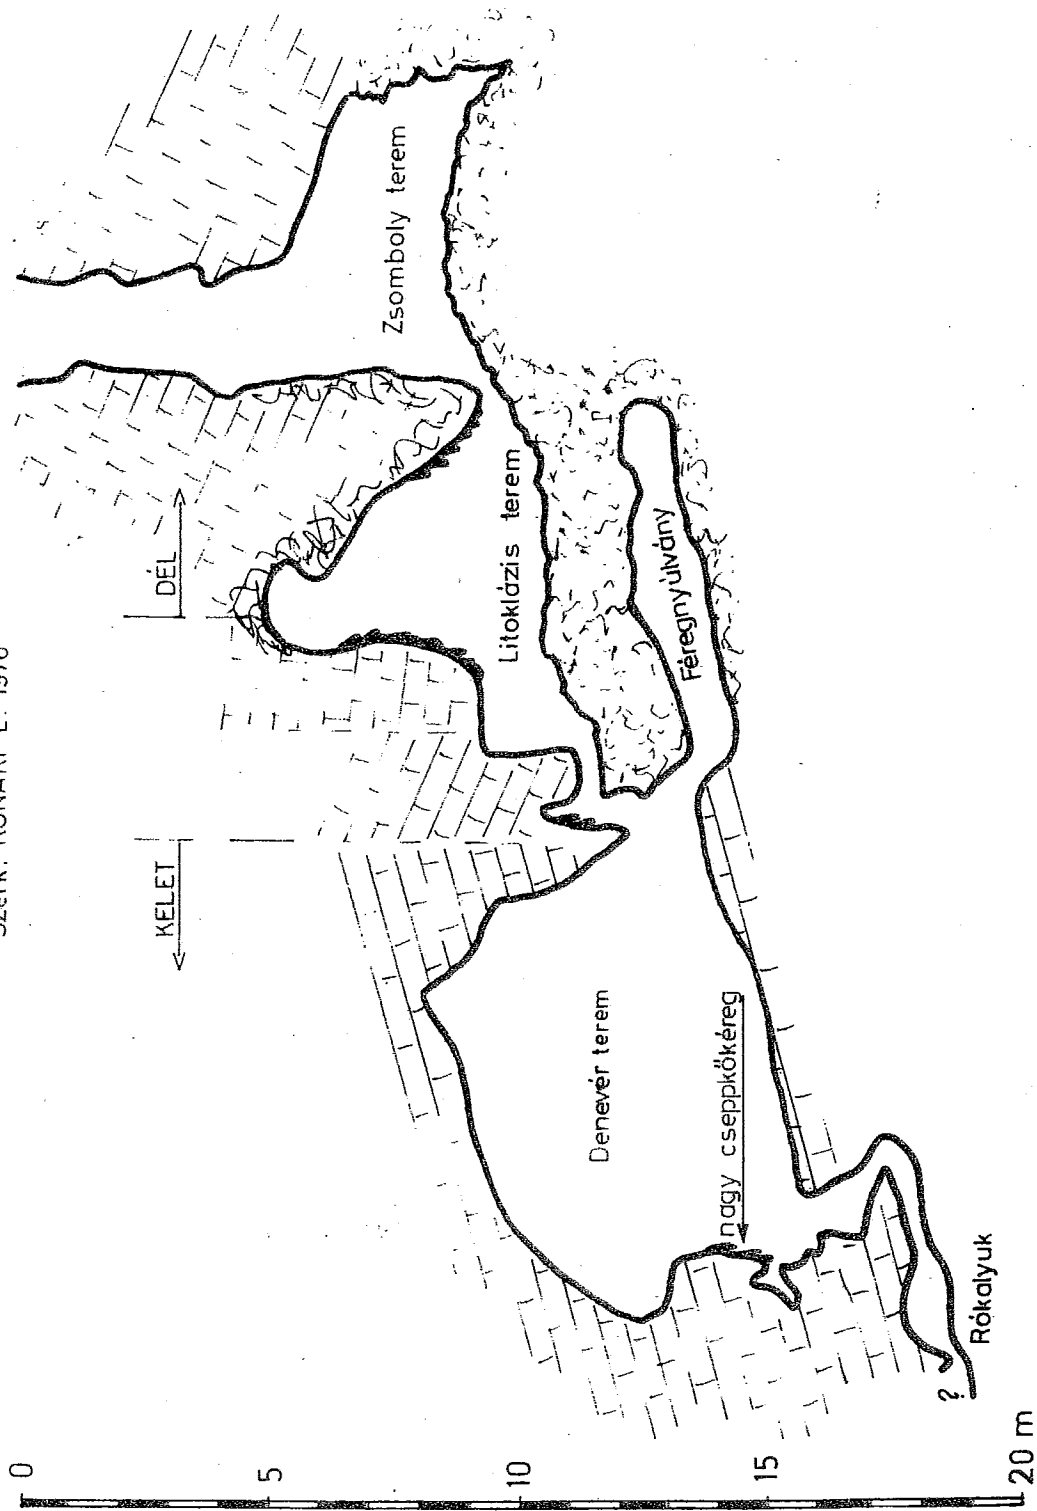 KELET
DÉL
Zsomboly terem
Litoklázis terem
Féregnyúlvány
Denevér terem
nagy cseppkőkéreg
Rókalyuk
?
0
5
10
15
20 m